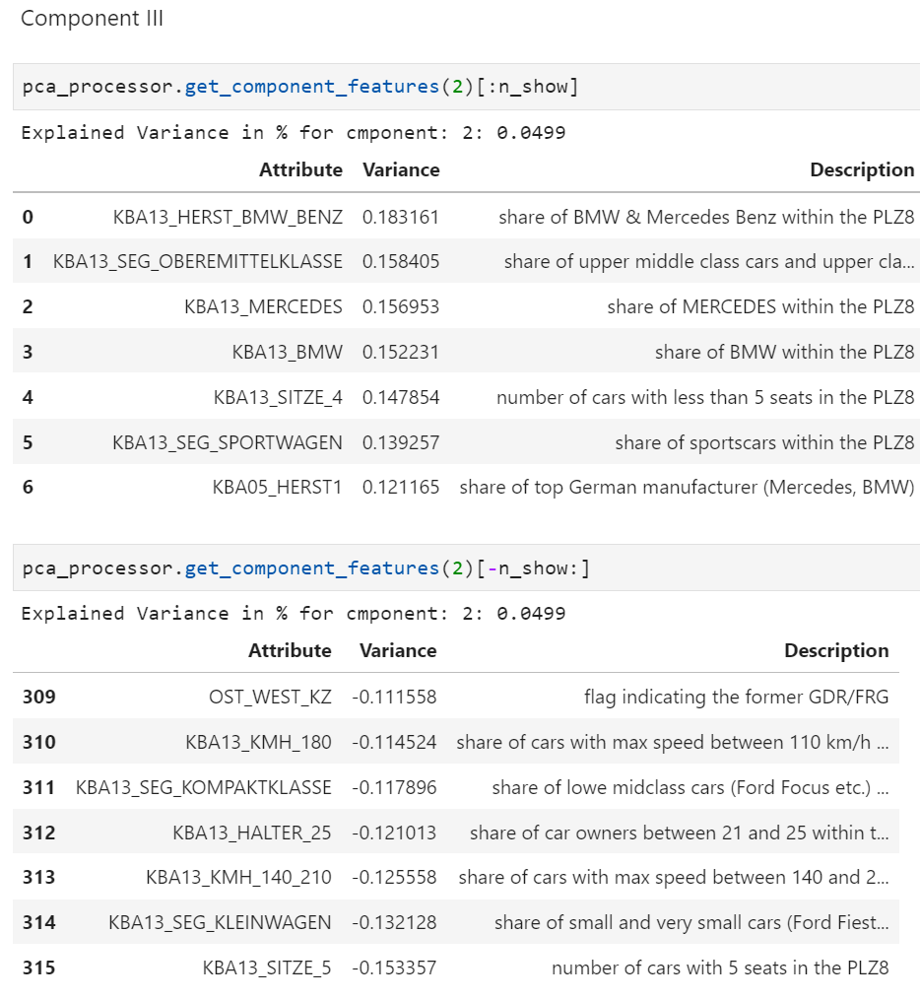 Component III
pca_processor.get_component_features(2)[:n_show]
Explained Variance in % for cmponent: 2: 0.0499
Attribute Variance Description
0 KBA13_HERST_BMW_BENZ 0.183161 share of BMW & Mercedes Benz within the PLZ8
1 KBA13_SEG_OBEREMITTELKLASSE 0.158405 share of upper middle class cars and upper cla...
2 KBA13_MERCEDES 0.156953 share of MERCEDES within the PLZ8
3 KBA13_BMW 0.152231 share of BMW within the PLZ8
4 KBA13_SITZE_4 0.147854 number of cars with less than 5 seats in the PLZ8
5 KBA13_SEG_SPORTWAGEN 0.139257 share of sportscars within the PLZ8
6 KBA05_HERST1 0.121165 share of top German manufacturer (Mercedes, BMW)
pca_processor.get_component_features(2)[-n_show:]
Explained Variance in % for cmponent: 2: 0.0499
Attribute Variance Description
309 OST_WEST_KZ -0.111558 flag indicating the former GDR/FRG
310 KBA13_KMH_180 -0.114524 share of cars with max speed between 110 km/h ...
311 KBA13_SEG_KOMPAKTKLASSE -0.117896 share of lowe midclass cars (Ford Focus etc.) ...
312 KBA13_HALTER_25 -0.121013 share of car owners between 21 and 25 within t...
313 KBA13_KMH_140_210 -0.125558 share of cars with max speed between 140 and 2...
314 KBA13_SEG_KLEINWAGEN -0.132128 share of small and very small cars (Ford Fiest...
315 KBA13_SITZE_5 -0.153357 number of cars with 5 seats in the PLZ8